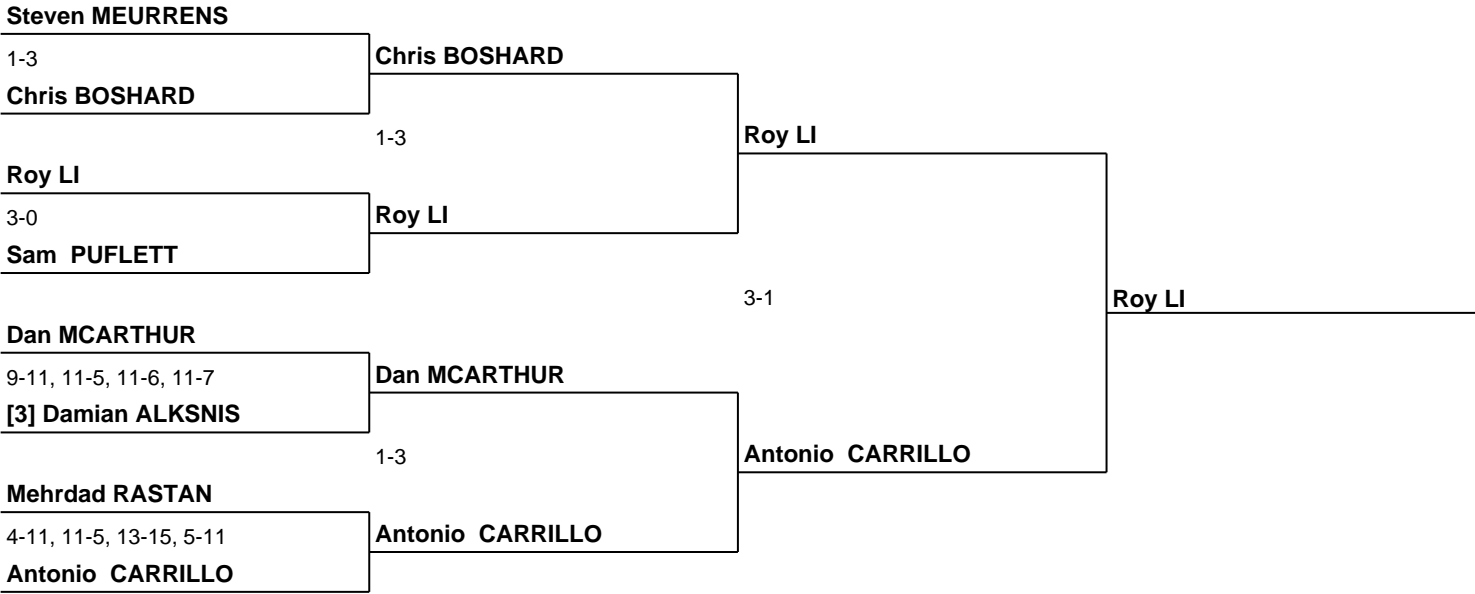 Steven MEURRENS
1-3
Chris BOSHARD
Chris BOSHARD
1-3
Roy LI
Roy LI
3-0
Roy LI
Sam PUFLETT
3-1
Roy LI
Dan MCARTHUR
9-11, 11-5, 11-6, 11-7
Dan MCARTHUR
[3] Damian ALKSNIS
1-3
Antonio CARRILLO
Mehrdad RASTAN
4-11, 11-5, 13-15, 5-11
Antonio CARRILLO
Antonio CARRILLO